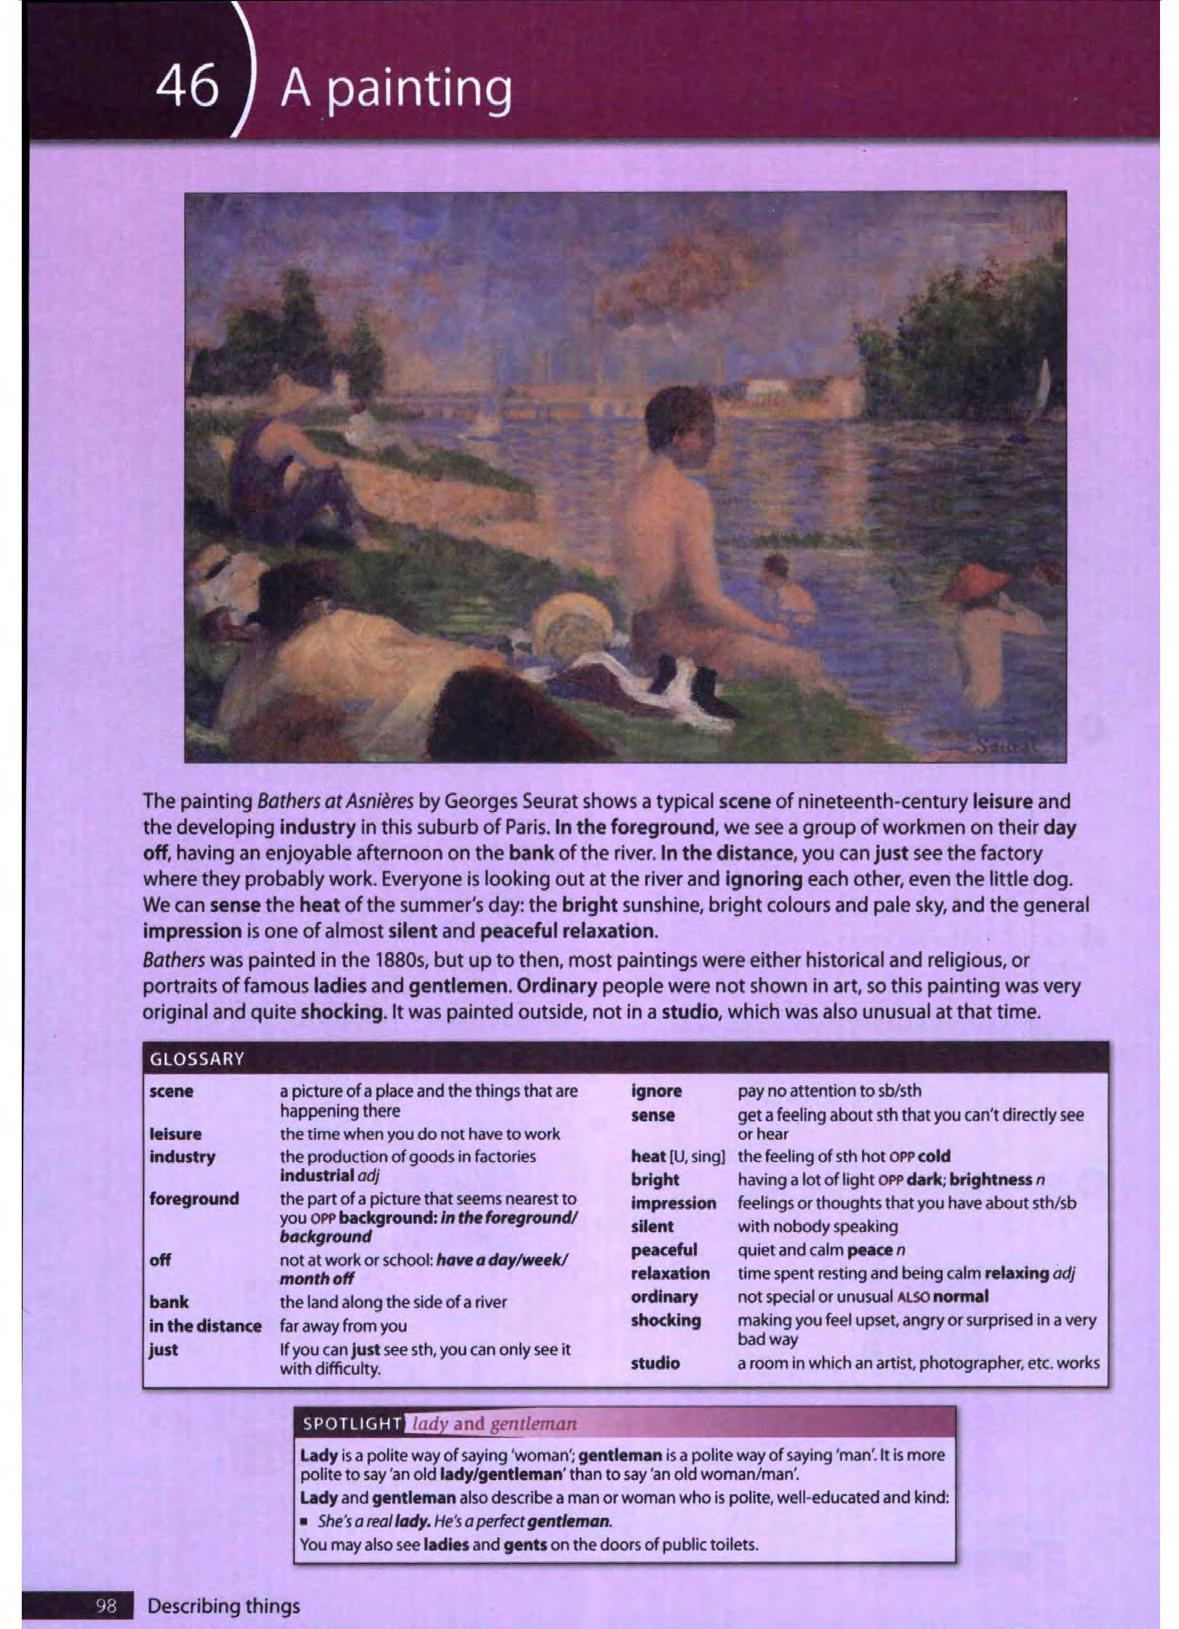 46 A painting
Seurat
The painting Bathers at Asnières by Georges Seurat shows a typical scene of nineteenth-century leisure and
the developing industry in this suburb of Paris. In the foreground, we see a group of workmen on their day
off, having an enjoyable afternoon on the bank of the river. In the distance, you can just see the factory
where they probably work. Everyone is looking out at the river and ignoring each other, even the little dog.
We can sense the heat of the summer's day: the bright sunshine, bright colours and pale sky, and the general
impression is one of almost silent and peaceful relaxation.
Bathers was painted in the 1880s, but up to then, most paintings were either historical and religious, or
portraits of famous ladies and gentlemen. Ordinary people were not shown in art, so this painting was very
original and quite shocking. It was painted outside, not in a studio, which was also unusual at that time.
GLOSSARY
scene a picture of a place and the things that are
happening there
leisure the time when you do not have to work
industry the production of goods in factories
industrial adj
foreground the part of a picture that seems nearest to
you OPP background: in the foreground/
background
off not at work or school: have a day/week/
month off
bank the land along the side of a river
in the distance far away from you
just If you can just see sth, you can only see it
with difficulty.
ignore pay no attention to sb/sth
sense get a feeling about sth that you can't directly see
or hear
heat [U, sing] the feeling of sth hot OPP cold
bright having a lot of light OPP dark; brightness n
impression feelings or thoughts that you have about sth/sb
silent with nobody speaking
peaceful quiet and calm peace n
relaxation time spent resting and being calm relaxing adj
ordinary not special or unusual ALSO normal
shocking making you feel upset, angry or surprised in a very
bad way
studio a room in which an artist, photographer, etc. works
SPOTLIGHT lady and gentleman
Lady is a polite way of saying 'woman'; gentleman is a polite way of saying 'man'. It is more
polite to say 'an old lady/gentleman' than to say 'an old woman/man'.
Lady and gentleman also describe a man or woman who is polite, well-educated and kind:
▪ She's a real lady. He's a perfect gentleman.
You may also see ladies and gents on the doors of public toilets.
98 Describing things